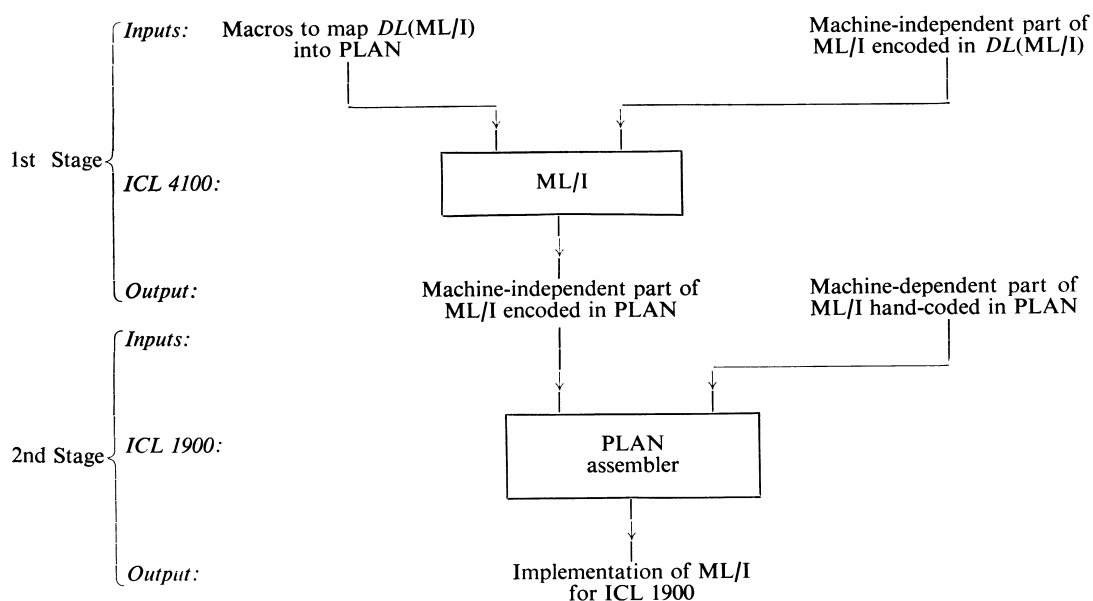 Inputs:
Macros to map DL(ML/I)
into PLAN
Machine-independent part of
ML/I encoded in DL(ML/I)
1st Stage
ICL 4100:
ML/I
Output:
Machine-independent part of
ML/I encoded in PLAN
Machine-dependent part of
ML/I hand-coded in PLAN
Inputs:
2nd Stage
ICL 1900:
PLAN
assembler
Output:
Implementation of ML/I
for ICL 1900